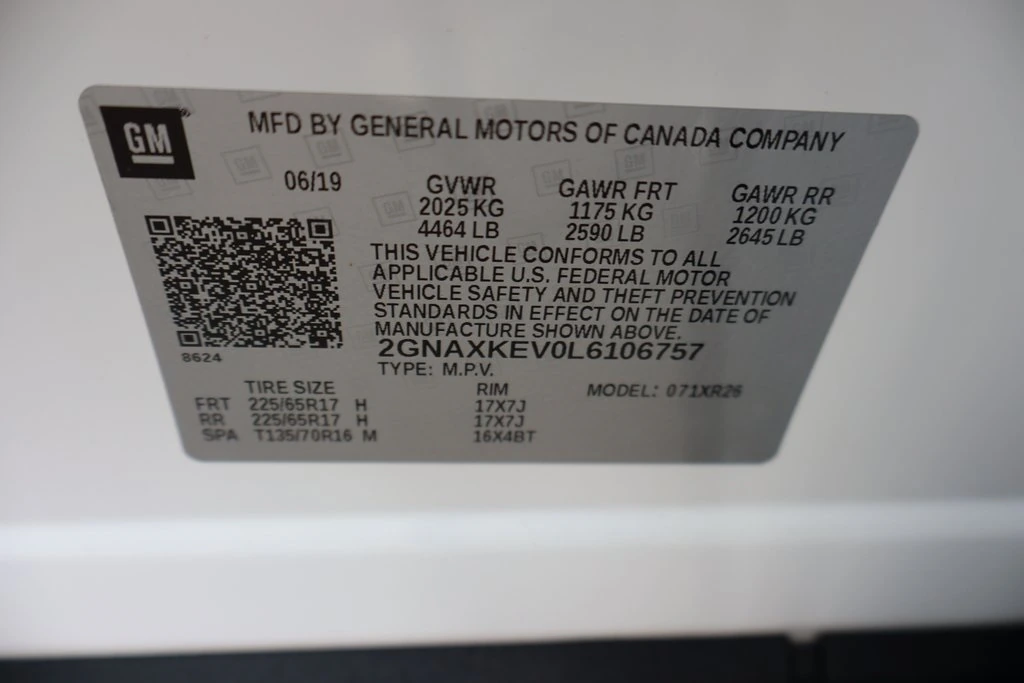 GM
MFD BY GENERAL MOTORS OF CANADA COMPANY
06/19 GVWR GAWR FRT GAWR RR
2025 KG 1175 KG 1200 KG
4464 LB 2590 LB 2645 LB
THIS VEHICLE CONFORMS TO ALL
APPLICABLE U.S. FEDERAL MOTOR
VEHICLE SAFETY AND THEFT PREVENTION
STANDARDS IN EFFECT ON THE DATE OF
MANUFACTURE SHOWN ABOVE.
2GNAXKEV0L6106757
8624
TYPE: M.P.V.
TIRE SIZE RIM MODEL: 071XR26
FRT 225/65R17 H 17X7J
RR 225/65R17 H 17X7J
SPA T135/70R16 M 16X4BT